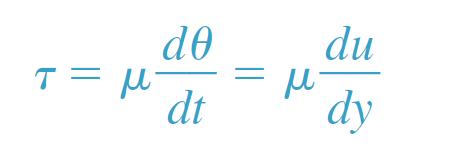 τ = μ dθ/dt = μ du/dy